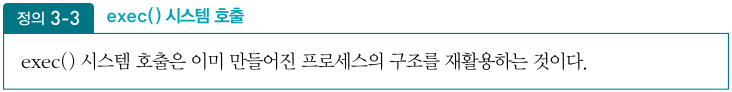 정의 3-3 exec() 시스템 호출
exec() 시스템 호출은 이미 만들어진 프로세스의 구조를 재활용하는 것이다.